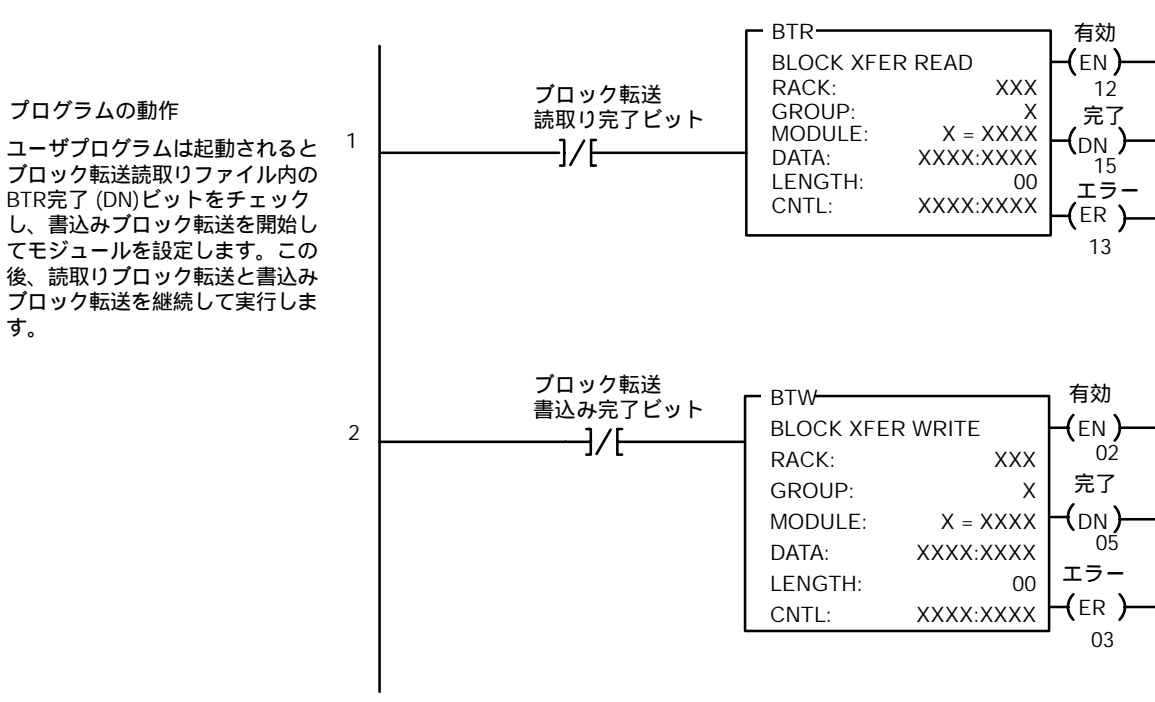 プログラムの動作
ユーザプログラムは起動されると
ブロック転送読取りファイル内の
BTR完了 (DN)ビットをチェック
し、書込みブロック転送を開始し
てモジュールを設定します。この
後、読取りブロック転送と書込み
ブロック転送を継続して実行しま
す。
1
ブロック転送
読取り完了ビット
BTR
BLOCK XFER READ
RACK: XXX
GROUP: X
MODULE: X = XXXX
DATA: XXXX:XXXX
LENGTH: 00
CNTL: XXXX:XXXX
有効
EN
12
完了
DN
15
エラー
ER
13
2
ブロック転送
書込み完了ビット
BTW
BLOCK XFER WRITE
RACK: XXX
GROUP: X
MODULE: X = XXXX
DATA: XXXX:XXXX
LENGTH: 00
CNTL: XXXX:XXXX
有効
EN
02
完了
DN
05
エラー
ER
03